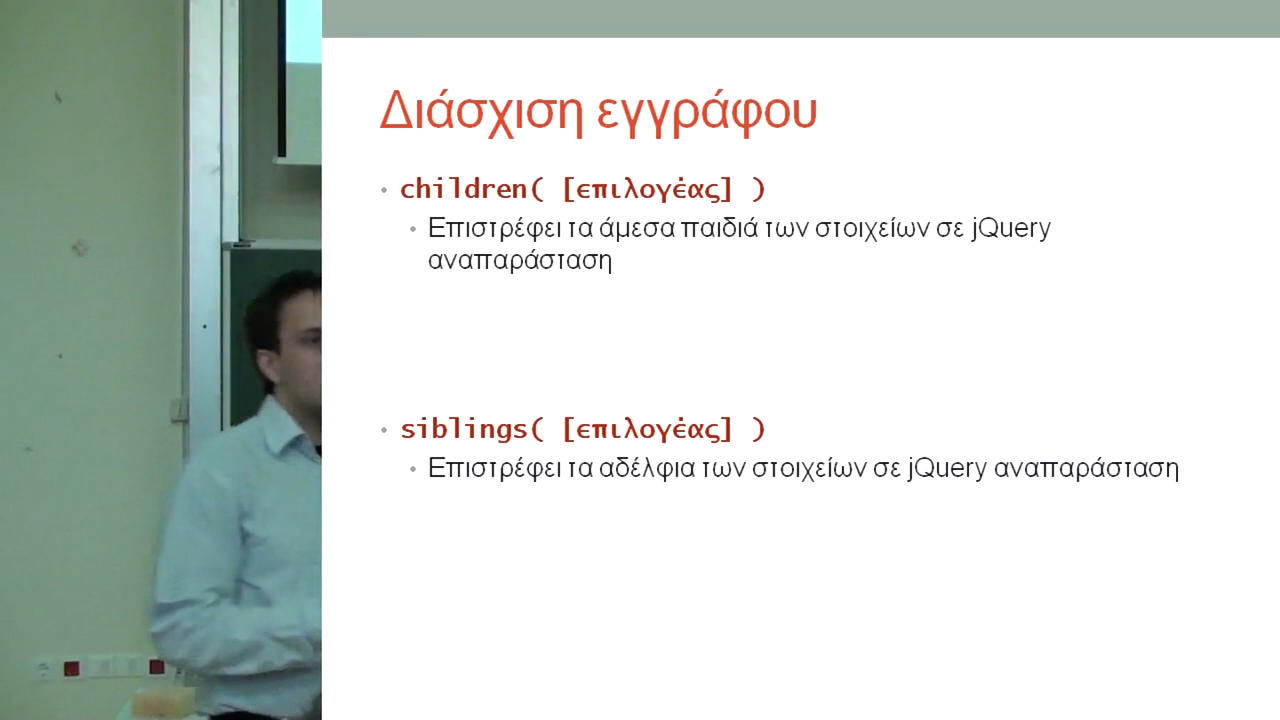 Διάσχιση εγγράφου
• children( [επιλογέας] )
• Επιστρέφει τα άμεσα παιδιά των στοιχείων σε jQuery
αναπαράσταση
• siblings( [επιλογέας] )
• Επιστρέφει τα αδέλφια των στοιχείων σε jQuery αναπαράσταση